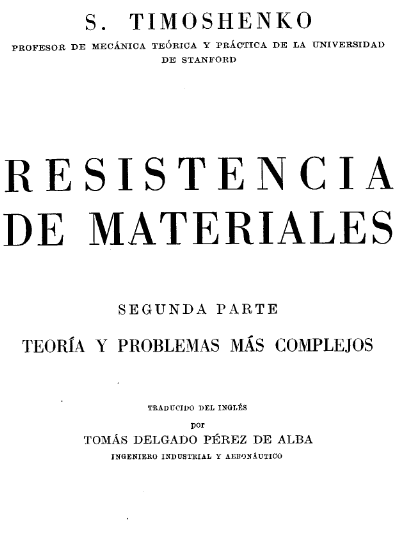 S. TIMOSHENKO
PROFESOR DE MECÁNICA TEÓRICA Y PRÁCTICA DE LA UNIVERSIDAD
DE STANFORD
RESISTENCIA
DE MATERIALES
SEGUNDA PARTE
TEORÍA Y PROBLEMAS MÁS COMPLEJOS
TRADUCIDO DEL INGLÉS
por
TOMÁS DELGADO PÉREZ DE ALBA
INGENIERO INDUSTRIAL Y AERONÁUTICO